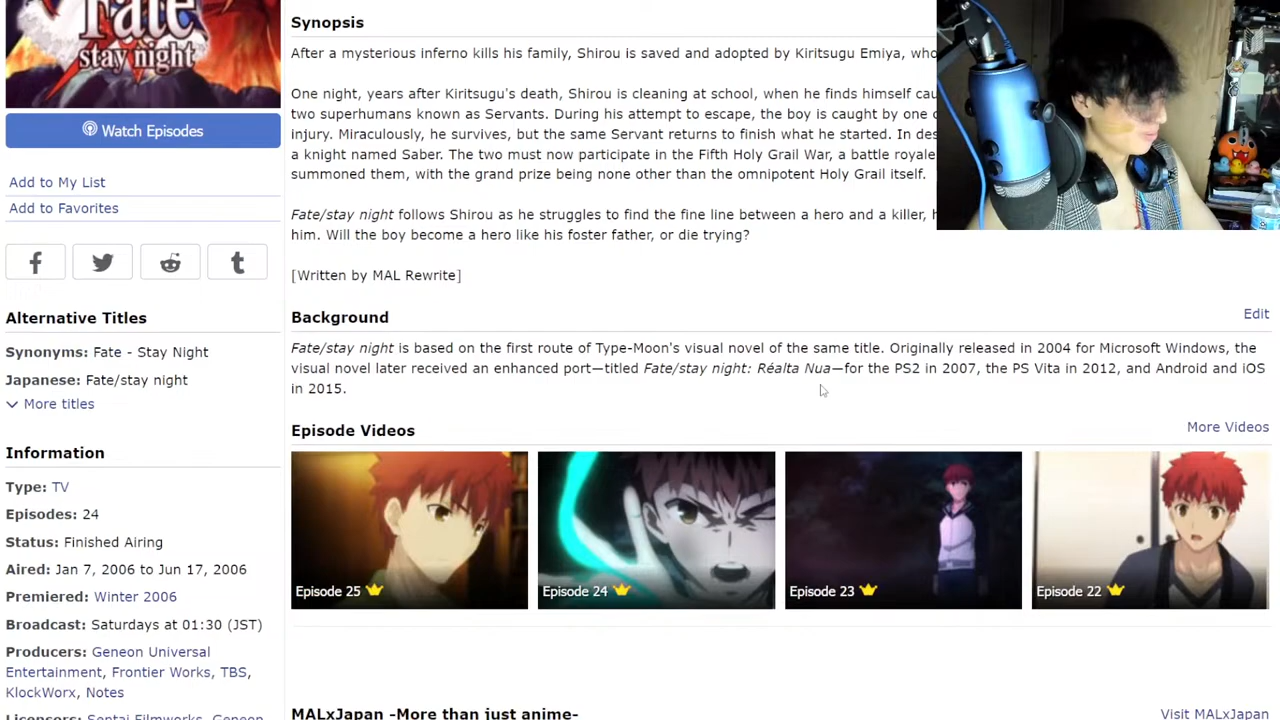 Fate
stay night
Watch Episodes
Add to My List
Add to Favorites
Alternative Titles
Synonyms: Fate - Stay Night
Japanese: Fate/stay night
More titles
Information
Type: TV
Episodes: 24
Status: Finished Airing
Aired: Jan 7, 2006 to Jun 17, 2006
Premiered: Winter 2006
Broadcast: Saturdays at 01:30 (JST)
Producers: Geneon Universal
Entertainment, Frontier Works, TBS,
KlockWorx, Notes
Licensors: Sentai Filmworks, Geneon
Synopsis
After a mysterious inferno kills his family, Shirou is saved and adopted by Kiritsugu Emiya, who
One night, years after Kiritsugu's death, Shirou is cleaning at school, when he finds himself
two superhumans known as Servants. During his attempt to escape, the boy is caught by one
injury. Miraculously, he survives, but the same Servant returns to finish what he started. In
a knight named Saber. The two must now participate in the Fifth Holy Grail War, a battle royale
summoned them, with the grand prize being none other than the omnipotent Holy Grail itself.
Fate/stay night follows Shirou as he struggles to find the fine line between a hero and a killer,
him. Will the boy become a hero like his foster father, or die trying?
[Written by MAL Rewrite]
Background
Edit
Fate/stay night is based on the first route of Type-Moon's visual novel of the same title. Originally released in 2004 for Microsoft Windows, the
visual novel later received an enhanced port—titled Fate/stay night: Réalta Nua—for the PS2 in 2007, the PS Vita in 2012, and Android and iOS
in 2015.
Episode Videos
More Videos
Episode 25
Episode 24
Episode 23
Episode 22
MALxJapan -More than just anime-
Visit MALxJapan